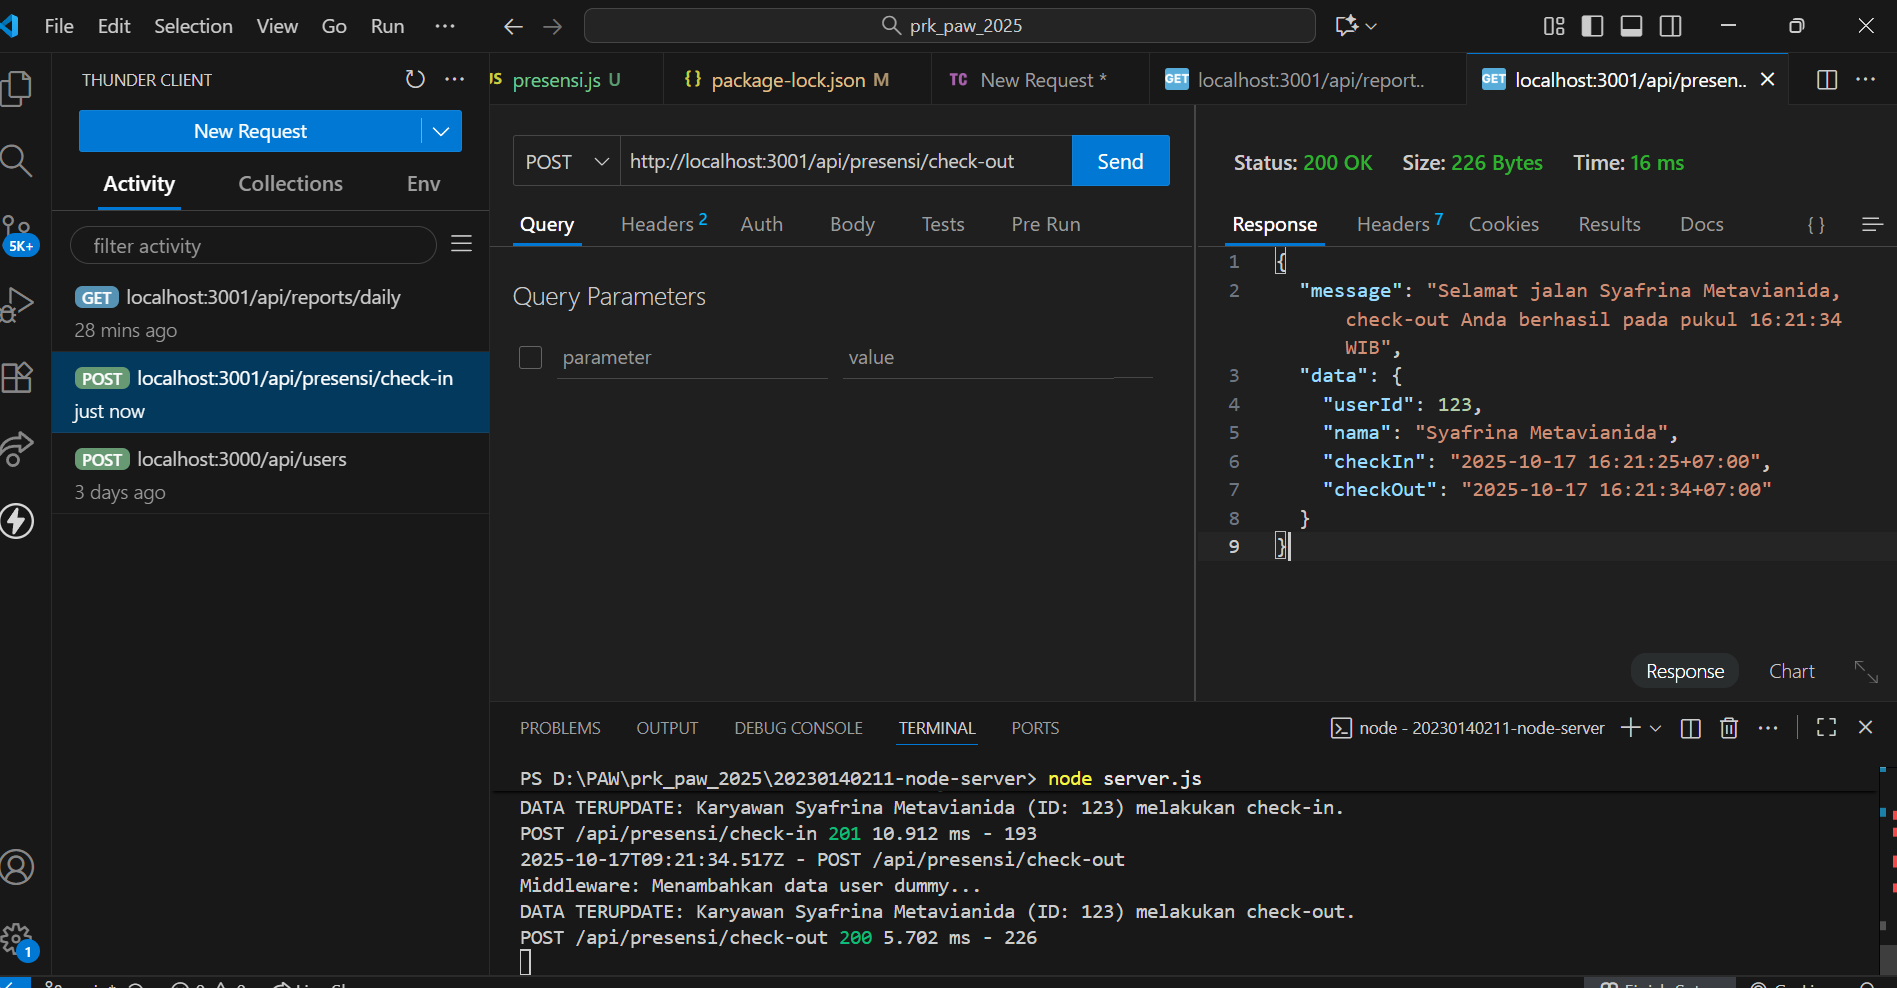 File Edit Selection View Go Run ···
prk_paw_2025
THUNDER CLIENT
New Request
Activity Collections Env
filter activity
GET localhost:3001/api/reports/daily
28 mins ago
POST localhost:3001/api/presensi/check-in
just now
POST localhost:3000/api/users
3 days ago
5K+
1
JS presensi.js U
{} package-lock.json M
TC New Request *
GET localhost:3001/api/report..
GET localhost:3001/api/presen..
POST http://localhost:3001/api/presensi/check-out Send
Query Headers 2 Auth Body Tests Pre Run
Query Parameters
parameter value
Status: 200 OK Size: 226 Bytes Time: 16 ms
Response Headers 7 Cookies Results Docs {}
1 {
2 "message": "Selamat jalan Syafrina Metavianida,
check-out Anda berhasil pada pukul 16:21:34
WIB",
3 "data": {
4 "userId": 123,
5 "nama": "Syafrina Metavianida",
6 "checkIn": "2025-10-17 16:21:25+07:00",
7 "checkOut": "2025-10-17 16:21:34+07:00"
8 }
9 }
Response Chart
PROBLEMS OUTPUT DEBUG CONSOLE TERMINAL PORTS
node - 20230140211-node-server
PS D:\PAW\prk_paw_2025\20230140211-node-server> node server.js
DATA TERUPDATE: Karyawan Syafrina Metavianida (ID: 123) melakukan check-in.
POST /api/presensi/check-in 201 10.912 ms - 193
2025-10-17T09:21:34.517Z - POST /api/presensi/check-out
Middleware: Menambahkan data user dummy...
DATA TERUPDATE: Karyawan Syafrina Metavianida (ID: 123) melakukan check-out.
POST /api/presensi/check-out 200 5.702 ms - 226